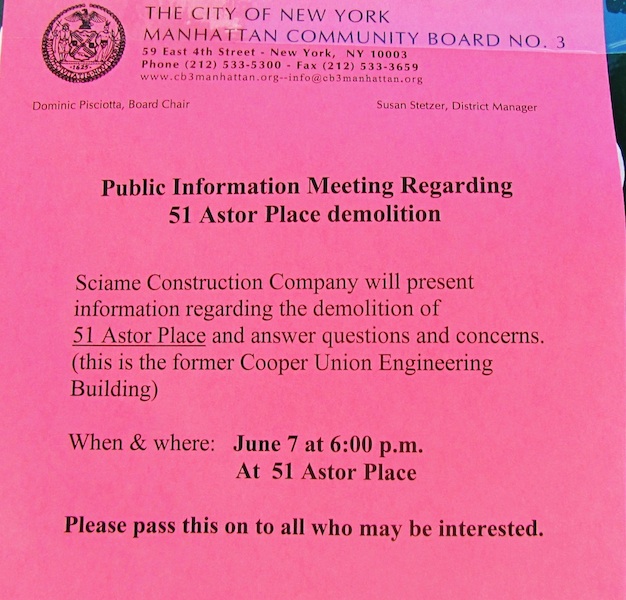 THE CITY OF NEW YORK
MANHATTAN COMMUNITY BOARD NO. 3
59 East 4th Street - New York, NY 10003
Phone (212) 533-5300 - Fax (212) 533-3659
www.cb3manhattan.org--info@cb3manhattan.org
Dominic Pisciotta, Board Chair
Susan Stetzer, District Manager
Public Information Meeting Regarding
51 Astor Place demolition
Sciame Construction Company will present
information regarding the demolition of
51 Astor Place and answer questions and concerns.
(this is the former Cooper Union Engineering
Building)
When & where: June 7 at 6:00 p.m.
At 51 Astor Place
Please pass this on to all who may be interested.